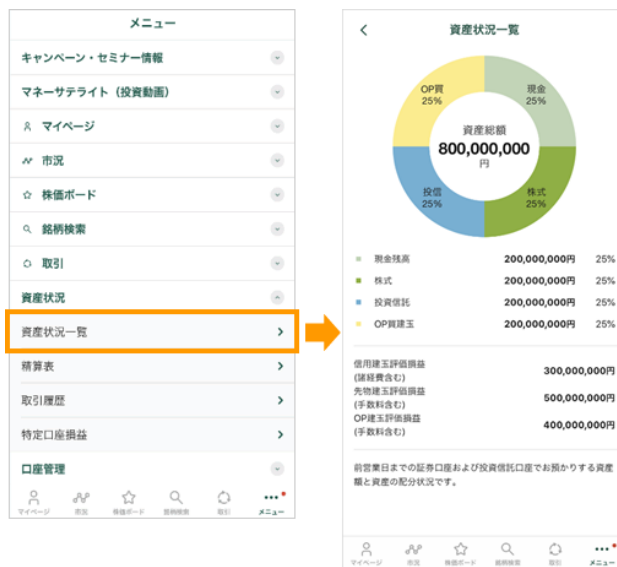 メニュー
キャンペーン・セミナー情報
マネーサテライト（投資動画）
マイページ
市況
株価ボード
銘柄検索
取引
資産状況
資産状況一覧
精算表
取引履歴
特定口座損益
口座管理
マイページ 市況 株価ボード 銘柄検索 取引 メニュー
資産状況一覧
OP買
25%
現金
25%
資産総額
800,000,000
円
投信
25%
株式
25%
現金残高 200,000,000円 25%
株式 200,000,000円 25%
投資信託 200,000,000円 25%
OP買建玉 200,000,000円 25%
信用建玉評価損益
(諸経費含む)
300,000,000円
先物建玉評価損益
(手数料含む)
500,000,000円
OP建玉評価損益
(手数料含む)
400,000,000円
前営業日までの証券口座および投資信託口座でお預かりする資産
額と資産の配分状況です。
マイページ 市況 株価ボード 銘柄検索 取引 メニュー